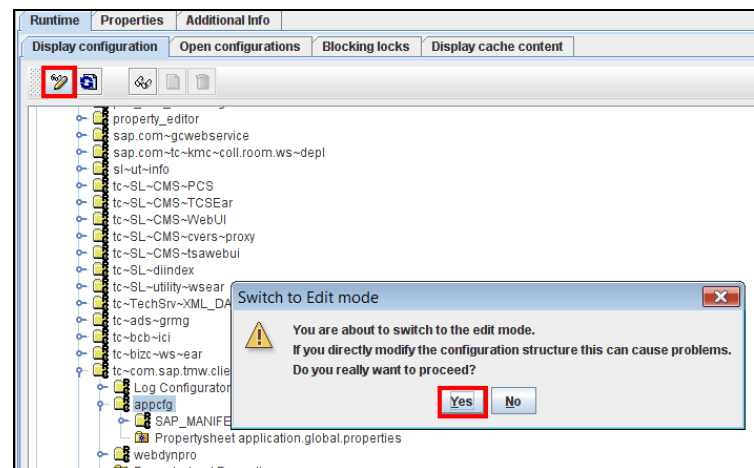 Runtime Properties Additional Info
Display configuration Open configurations Blocking locks Display cache content
property_editor
sap.com~gcwebservice
sap.com~tc~kmc~coll.room.ws~depl
sl~ut~info
tc~SL~CMS~PCS
tc~SL~CMS~TCSEar
tc~SL~CMS~WebUI
tc~SL~CMS~cvers~proxy
tc~SL~CMS~tsawebui
tc~SL~diindex
tc~SL~utility~wsear
tc~TechSrv~XML_DA
tc~ads~grmg
tc~bcb~ici
tc~bizc~ws~ear
tc~com.sap.tmw.clie
Log Configurator
appcfg
SAP_MANIFE
Propertysheet application.global.properties
webdynpro
Switch to Edit mode
You are about to switch to the edit mode.
If you directly modify the configuration structure this can cause problems.
Do you really want to proceed?
Yes No